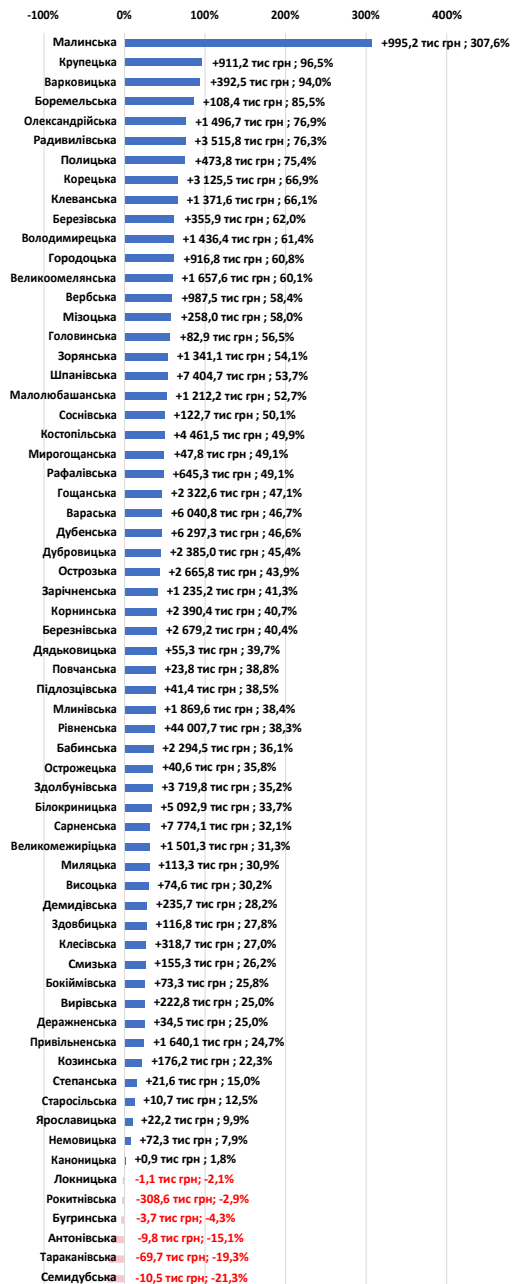 -100% 0% 100% 200% 300% 400%
Малинська +995,2 тис грн ; 307,6%
Крупецька +911,2 тис грн ; 96,5%
Варковицька +392,5 тис грн ; 94,0%
Боремельська +108,4 тис грн ; 85,5%
Олександрійська +1 496,7 тис грн ; 76,9%
Радивилівська +3 515,8 тис грн ; 76,3%
Полицька +473,8 тис грн ; 75,4%
Корецька +3 125,5 тис грн ; 66,9%
Клеванська +1 371,6 тис грн ; 66,1%
Березівська +355,9 тис грн ; 62,0%
Володимирецька +1 436,4 тис грн ; 61,4%
Городоцька +916,8 тис грн ; 60,8%
Великоомелянська +1 657,6 тис грн ; 60,1%
Вербська +987,5 тис грн ; 58,4%
Мізоцька +258,0 тис грн ; 58,0%
Головинська +82,9 тис грн ; 56,5%
Зорянська +1 341,1 тис грн ; 54,1%
Шпанівська +7 404,7 тис грн ; 53,7%
Малолюбашанська +1 212,2 тис грн ; 52,7%
Соснівська +122,7 тис грн ; 50,1%
Костопільська +4 461,5 тис грн ; 49,9%
Мирогощанська +47,8 тис грн ; 49,1%
Рафалівська +645,3 тис грн ; 49,1%
Гощанська +2 322,6 тис грн ; 47,1%
Вараська +6 040,8 тис грн ; 46,7%
Дубенська +6 297,3 тис грн ; 46,6%
Дубровицька +2 385,0 тис грн ; 45,4%
Острозька +2 665,8 тис грн ; 43,9%
Зарічненська +1 235,2 тис грн ; 41,3%
Корнинська +2 390,4 тис грн ; 40,7%
Березнівська +2 679,2 тис грн ; 40,4%
Дядьковицька +55,3 тис грн ; 39,7%
Повчанська +23,8 тис грн ; 38,8%
Підлозцівська +41,4 тис грн ; 38,5%
Млинівська +1 869,6 тис грн ; 38,4%
Рівненська +44 007,7 тис грн ; 38,3%
Бабинська +2 294,5 тис грн ; 36,1%
Острожецька +40,6 тис грн ; 35,8%
Здолбунівська +3 719,8 тис грн ; 35,2%
Білокриницька +5 092,9 тис грн ; 33,7%
Сарненська +7 774,1 тис грн ; 32,1%
Великомежиріцька +1 501,3 тис грн ; 31,3%
Миляцька +113,3 тис грн ; 30,9%
Висоцька +74,6 тис грн ; 30,2%
Демидівська +235,7 тис грн ; 28,2%
Здовбицька +116,8 тис грн ; 27,8%
Клесівська +318,7 тис грн ; 27,0%
Смизька +155,3 тис грн ; 26,2%
Бокіймівська +73,3 тис грн ; 25,8%
Вирівська +222,8 тис грн ; 25,0%
Деражненська +34,5 тис грн ; 25,0%
Привільненська +1 640,1 тис грн ; 24,7%
Козинська +176,2 тис грн ; 22,3%
Степанська +21,6 тис грн ; 15,0%
Старосільська +10,7 тис грн ; 12,5%
Ярославицька +22,2 тис грн ; 9,9%
Немовицька +72,3 тис грн ; 7,9%
Каноницька +0,9 тис грн ; 1,8%
Локницька -1,1 тис грн; -2,1%
Рокитнівська -308,6 тис грн; -2,9%
Бугринська -3,7 тис грн; -4,3%
Антонівська -9,8 тис грн; -15,1%
Тараканівська -69,7 тис грн; -19,3%
Семидубська -10,5 тис грн; -21,3%